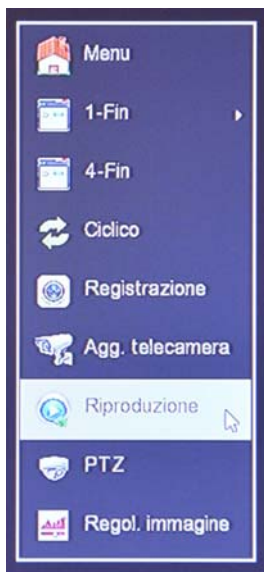 Menu
1-Fin
4-Fin
Ciclico
Registrazione
Agg. telecamera
Riproduzione
PTZ
Regol. immagine